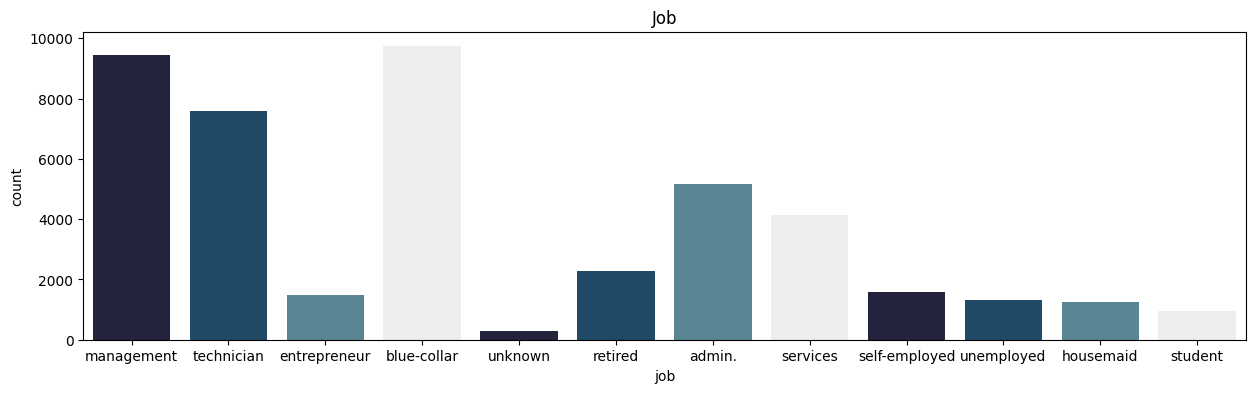 Job
10000
8000
6000
4000
2000
0
count
management technician entrepreneur blue-collar unknown retired admin. services self-employed unemployed housemaid student
job